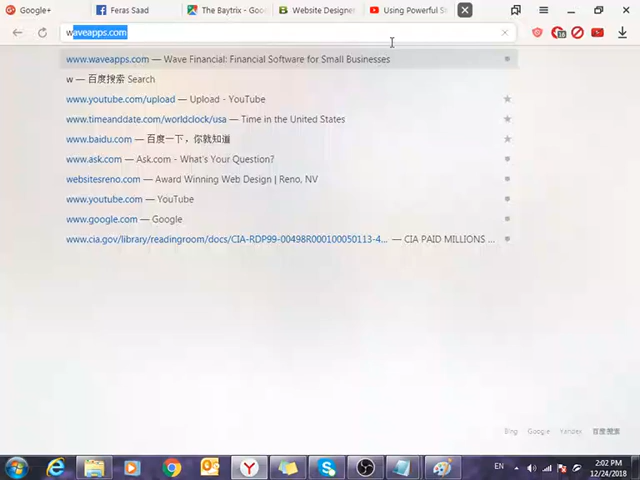 Google+
Feras Saad
The Baytrix - Goo
Website Designe
Using Powerful S
waveapps.com
www.waveapps.com — Wave Financial: Financial Software for Small Businesses
w — 百度搜索 Search
www.youtube.com/upload — Upload - YouTube
www.timeanddate.com/worldclock/usa — Time in the United States
www.baidu.com — 百度一下，你就知道
www.ask.com — Ask.com - What's Your Question?
websitesreno.com — Award Winning Web Design | Reno, NV
www.youtube.com — YouTube
www.google.com — Google
www.cia.gov/library/readingroom/docs/CIA-RDP99-00498R000100050113-4... — CIA PAID MILLIONS ...
Bing Google Yandex 百度搜索
EN
2:02 PM
12/24/2018